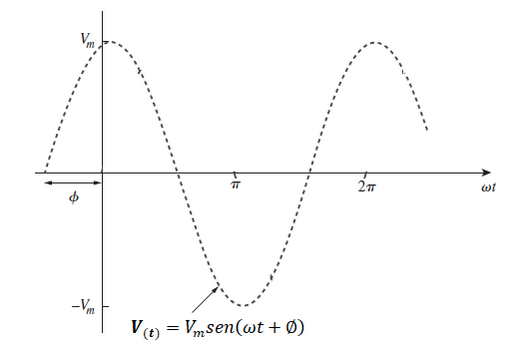 Vm
π
2π
ωt
ϕ
−Vm
V(t) = Vmsen(ωt + Ø)